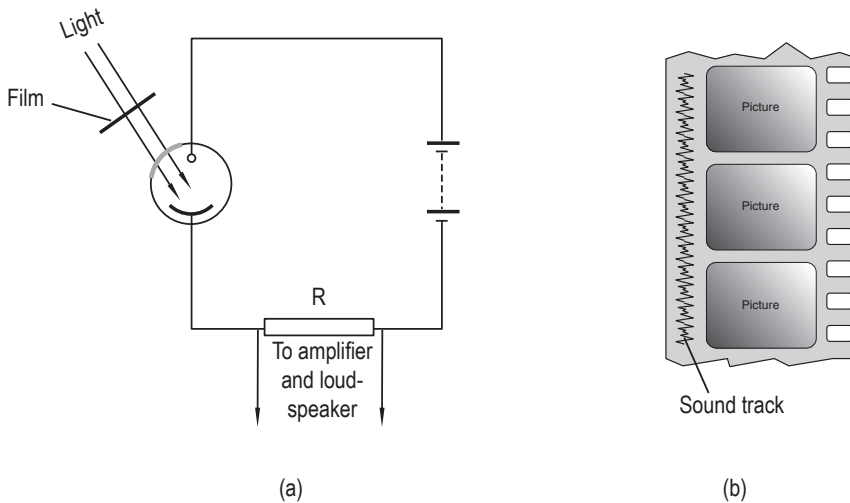 Light
Film
R
To amplifier
and loud-
speaker
(a)
Picture
Picture
Picture
Sound track
(b)